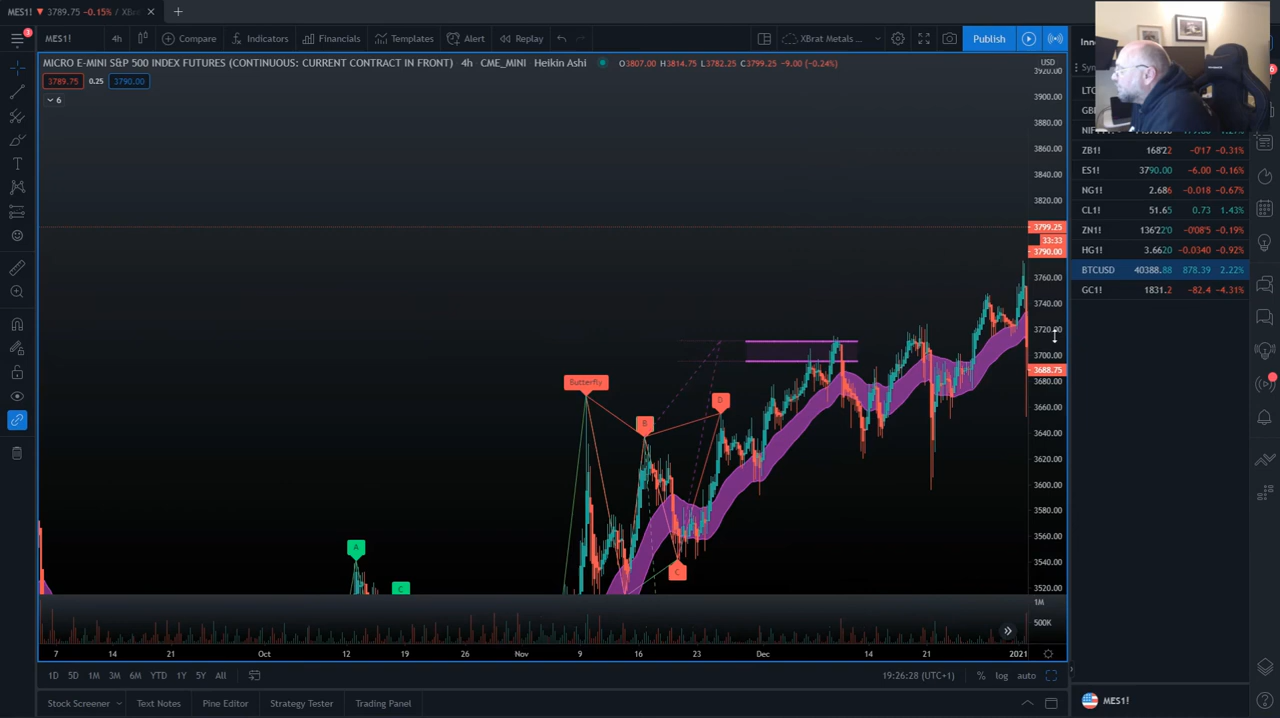 MES1! ▼ 3789.75 −0.15% / XBrat
MES1!
4h
Compare
Indicators
Financials
Templates
Alert
Replay
XBrat Metals ...
Publish
MICRO E-MINI S&P 500 INDEX FUTURES (CONTINUOUS: CURRENT CONTRACT IN FRONT) 4h CME_MINI Heikin Ashi
O3807.00 H3814.75 L3782.25 C3799.25 −9.00 (−0.24%)
3789.75 0.25 3790.00
6
USD
3920.00
3900.00
3880.00
3860.00
3840.00
3820.00
3799.25
33:33
3790.00
3760.00
3740.00
3720.00
3700.00
3688.75
3680.00
3660.00
3640.00
3620.00
3600.00
3580.00
3560.00
3540.00
3520.00
1M
500K
Butterfly
B
D
C
A
C
7 14 21 Oct 12 19 26 Nov 9 16 23 Dec 14 21 2021
1D 5D 1M 3M 6M YTD 1Y 5Y All
19:26:28 (UTC+1)
% log auto
Stock Screener
Text Notes
Pine Editor
Strategy Tester
Trading Panel
ZB1! 168'22 −0'17 −0.31%
ES1! 3790.00 −6.00 −0.16%
NG1! 2.686 −0.018 −0.67%
CL1! 51.65 0.73 1.43%
ZN1! 136'22'0 −0'08'5 −0.19%
HG1! 3.6620 −0.0340 −0.92%
BTCUSD 40388.88 878.39 2.22%
GC1! 1831.2 −82.4 −4.31%
MES1!